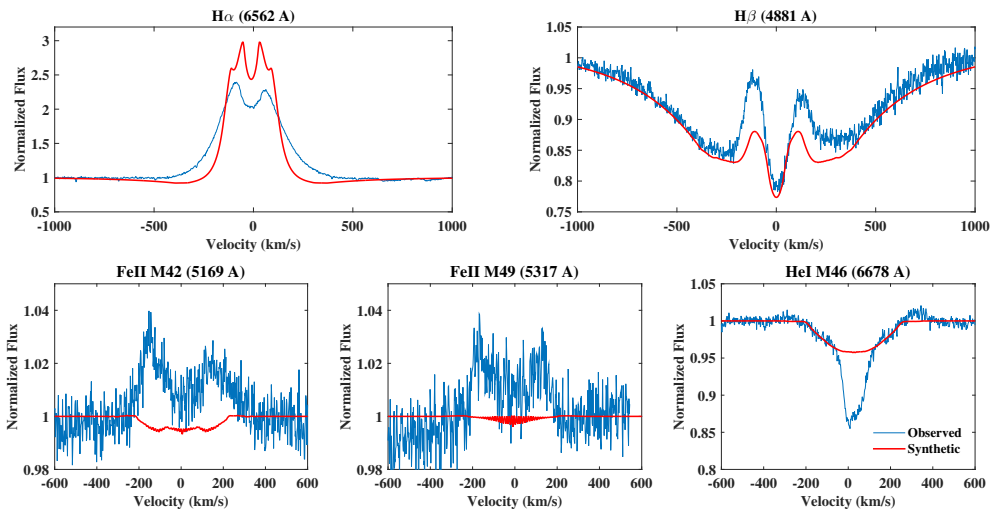 Hα (6562 A)
Normalized Flux
3
2.5
2
1.5
1
0.5
-1000 -500 0 500 1000
Velocity (km/s)
Hβ (4881 A)
Normalized Flux
1
0.95
0.9
0.85
0.8
0.75
-1000 -500 0 500 1000
Velocity (km/s)
FeII M42 (5169 A)
Normalized Flux
1.04
1.02
1
0.98
-600 -400 -200 0 200 400 600
Velocity (km/s)
FeII M49 (5317 A)
Normalized Flux
1.04
1.02
1
0.98
-600 -400 -200 0 200 400 600
Velocity (km/s)
HeI M46 (6678 A)
Normalized Flux
1.05
1
0.95
0.9
0.85
0.8
Observed
Synthetic
-600 -400 -200 0 200 400 600
Velocity (km/s)